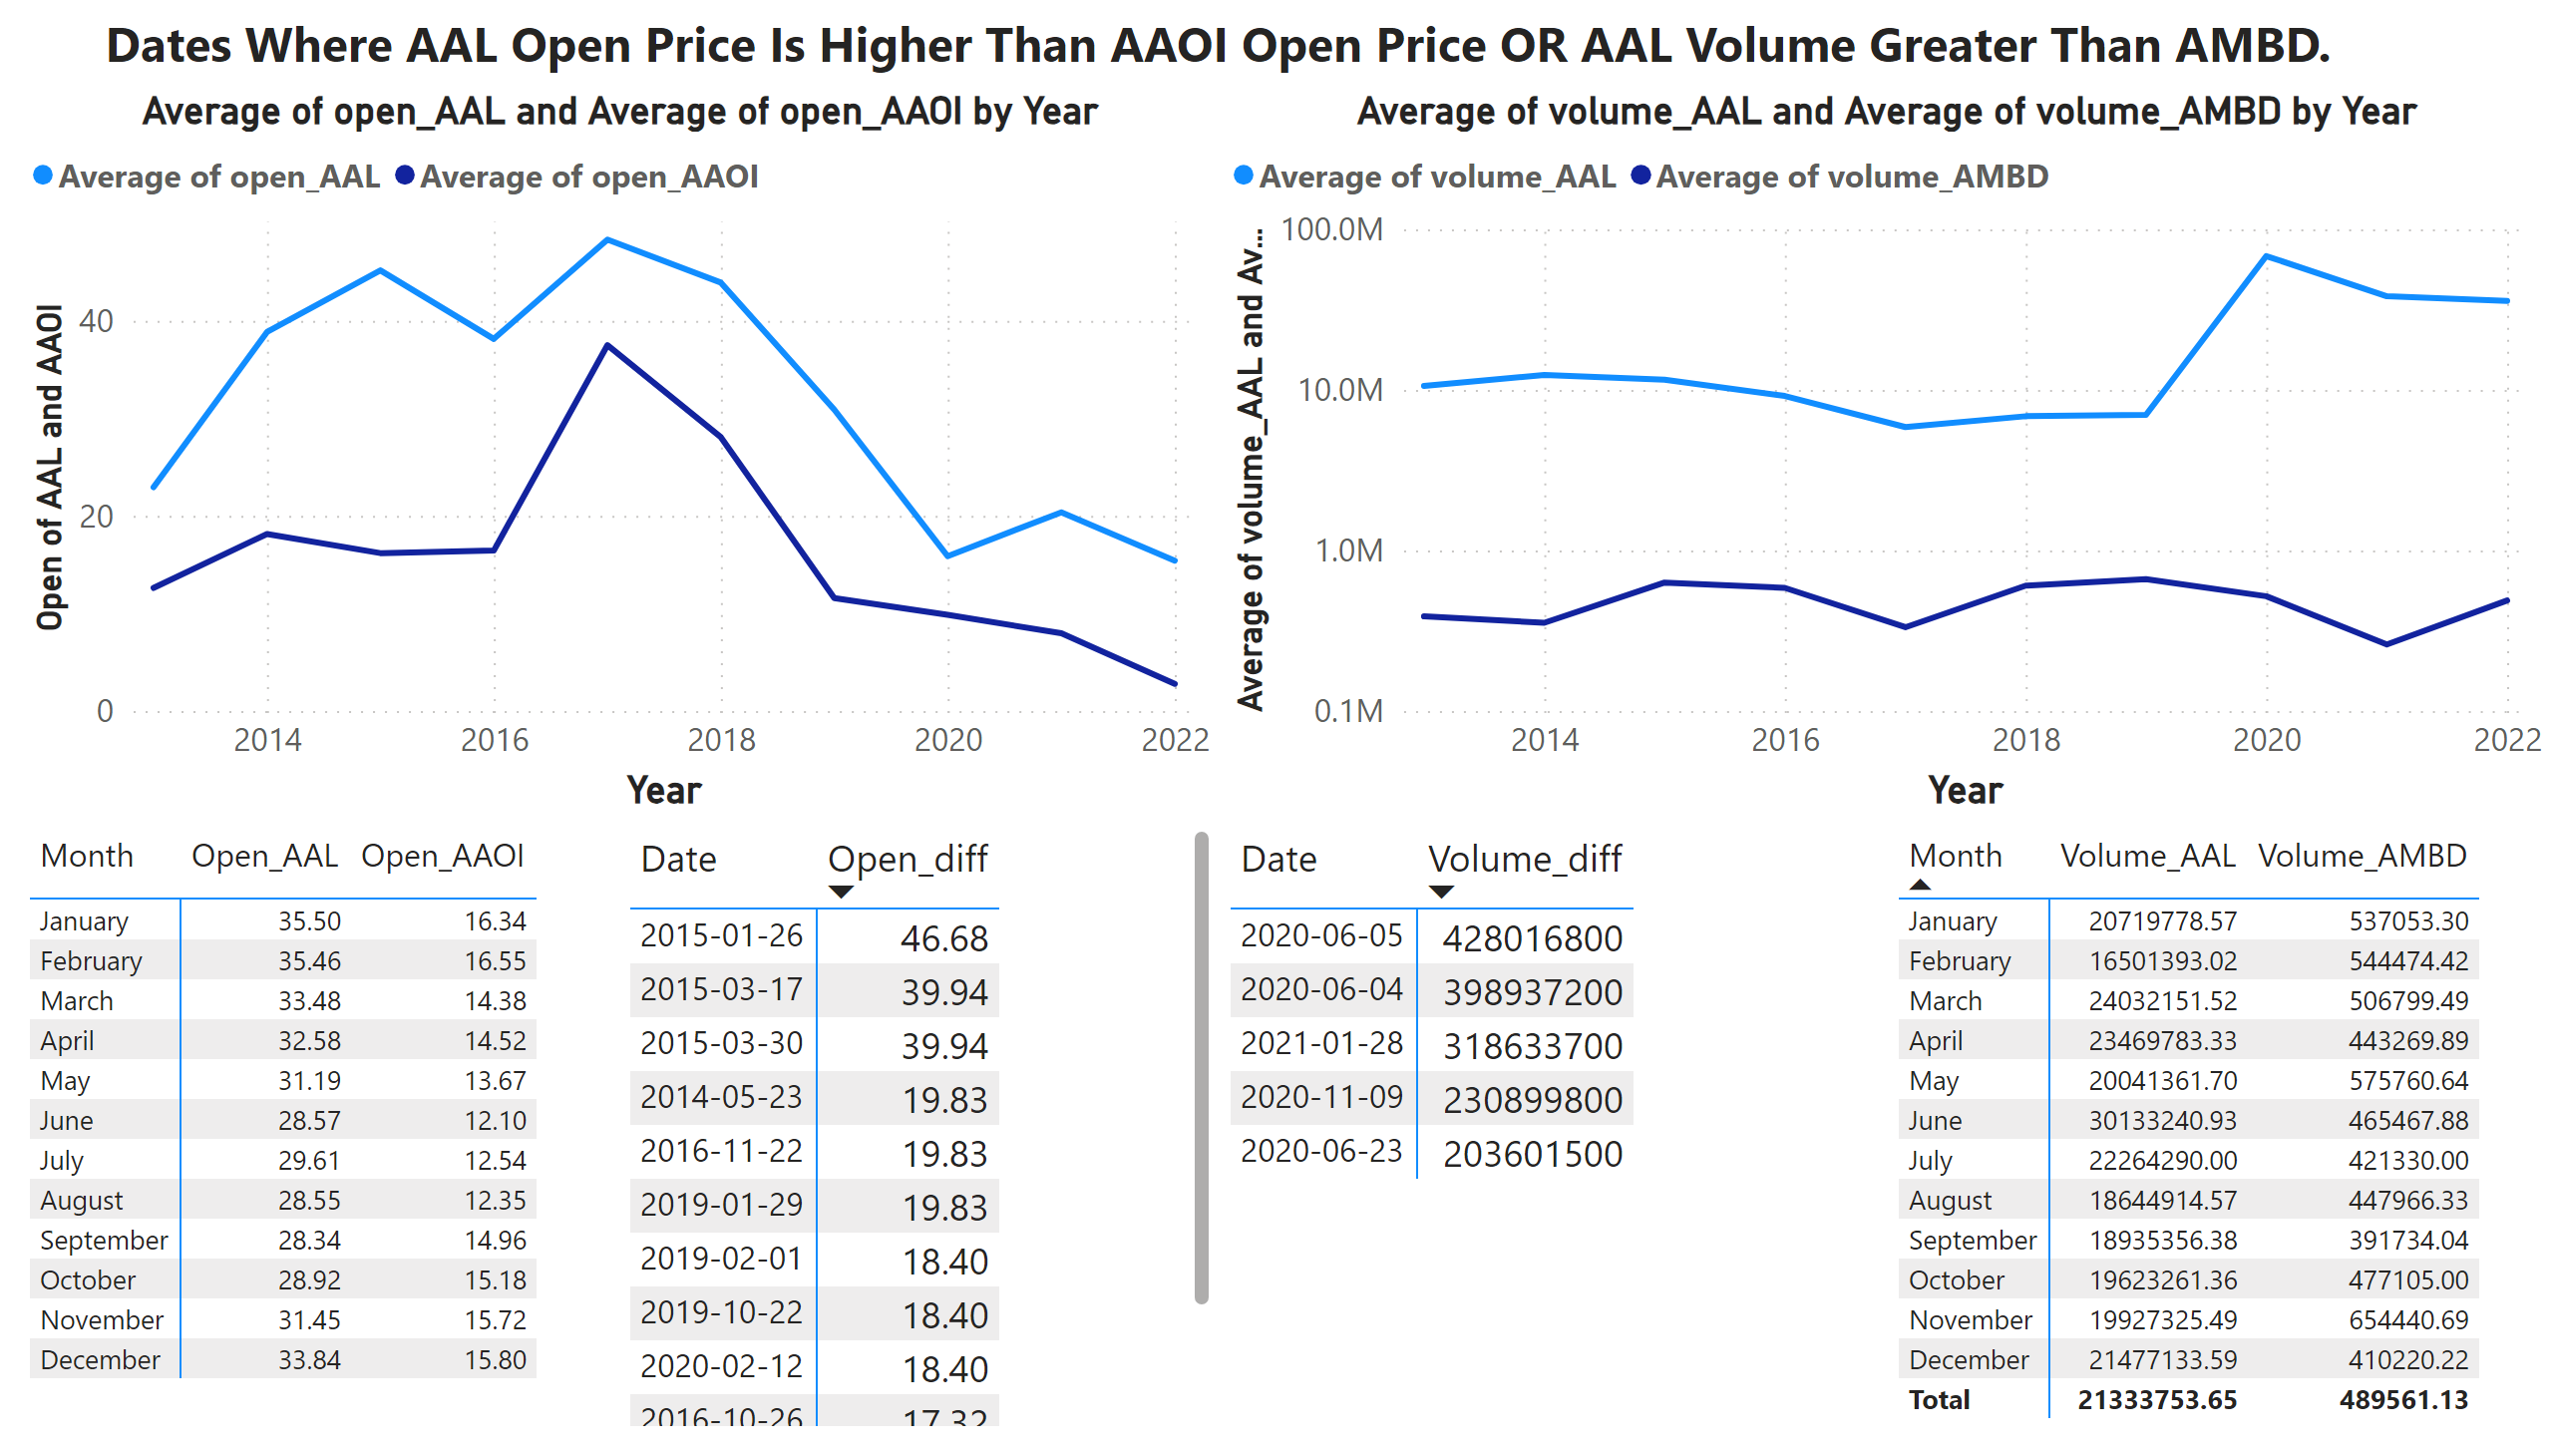 Dates Where AAL Open Price Is Higher Than AAOI Open Price OR AAL Volume Greater Than AMBD.
Average of open_AAL and Average of open_AAOI by Year
Average of open_AAL Average of open_AAOI
Open of AAL and AAOI
40
20
0
2014 2016 2018 2020 2022
Year
Average of volume_AAL and Average of volume_AMBD by Year
Average of volume_AAL Average of volume_AMBD
Average of volume_AAL and Av...
100.0M
10.0M
1.0M
0.1M
2014 2016 2018 2020 2022
Year
Month Open_AAL Open_AAOI
January 35.50 16.34
February 35.46 16.55
March 33.48 14.38
April 32.58 14.52
May 31.19 13.67
June 28.57 12.10
July 29.61 12.54
August 28.55 12.35
September 28.34 14.96
October 28.92 15.18
November 31.45 15.72
December 33.84 15.80
Date Open_diff
2015-01-26 46.68
2015-03-17 39.94
2015-03-30 39.94
2014-05-23 19.83
2016-11-22 19.83
2019-01-29 19.83
2019-02-01 18.40
2019-10-22 18.40
2020-02-12 18.40
2016-10-26 17.32
Date Volume_diff
2020-06-05 428016800
2020-06-04 398937200
2021-01-28 318633700
2020-11-09 230899800
2020-06-23 203601500
Month Volume_AAL Volume_AMBD
January 20719778.57 537053.30
February 16501393.02 544474.42
March 24032151.52 506799.49
April 23469783.33 443269.89
May 20041361.70 575760.64
June 30133240.93 465467.88
July 22264290.00 421330.00
August 18644914.57 447966.33
September 18935356.38 391734.04
October 19623261.36 477105.00
November 19927325.49 654440.69
December 21477133.59 410220.22
Total 21333753.65 489561.13